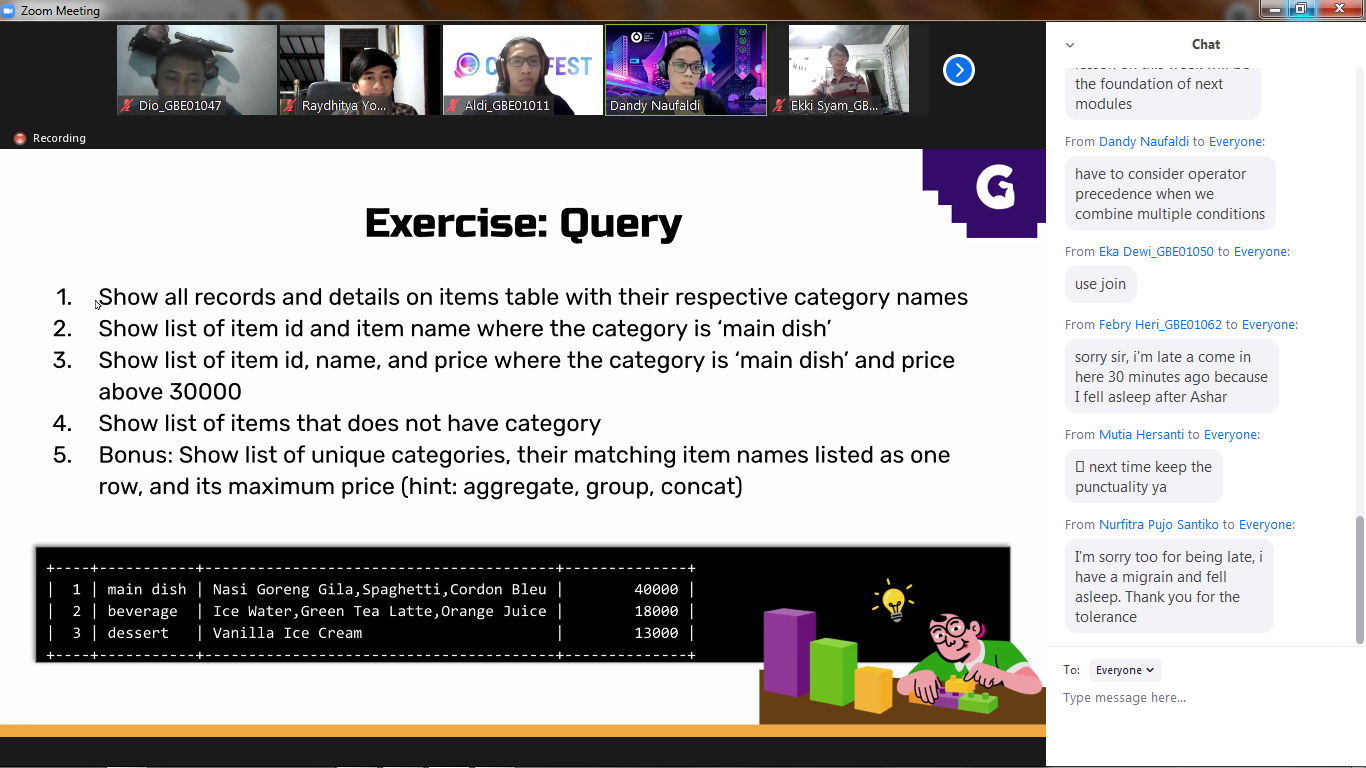 Zoom Meeting
Dio_GBE01047
Raydhitya Yo...
C
FEST
Aldi_GBE01011
Dandy Naufaldi
Ekki Syam_GB...
Recording
G
Exercise: Query
1. Show all records and details on items table with their respective category names
2. Show list of item id and item name where the category is ‘main dish’
3. Show list of item id, name, and price where the category is ‘main dish’ and price
above 30000
4. Show list of items that does not have category
5. Bonus: Show list of unique categories, their matching item names listed as one
row, and its maximum price (hint: aggregate, group, concat)
+----+-----------+----------------------------------------+--------------+
| 1 | main dish | Nasi Goreng Gila,Spaghetti,Cordon Bleu | 40000 |
| 2 | beverage | Ice Water,Green Tea Latte,Orange Juice | 18000 |
| 3 | dessert | Vanilla Ice Cream | 13000 |
+----+-----------+----------------------------------------+--------------+
Chat
the foundation of next
modules
From Dandy Naufaldi to Everyone:
have to consider operator
precedence when we
combine multiple conditions
From Eka Dewi_GBE01050 to Everyone:
use join
From Febry Heri_GBE01062 to Everyone:
sorry sir, i'm late a come in
here 30 minutes ago because
I fell asleep after Ashar
From Mutia Hersanti to Everyone:
next time keep the
punctuality ya
From Nurfitra Pujo Santiko to Everyone:
I'm sorry too for being late, i
have a migrain and fell
asleep. Thank you for the
tolerance
To: Everyone
Type message here...